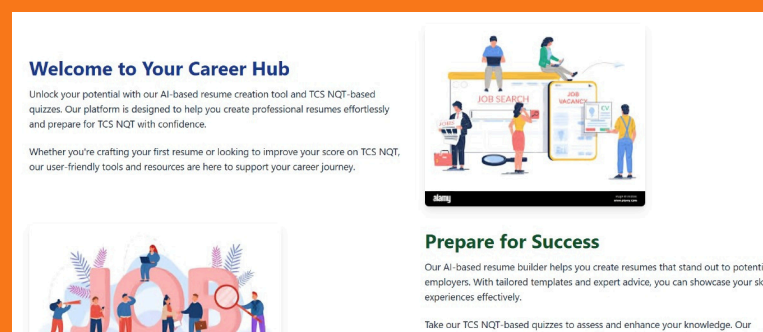 Welcome to Your Career Hub
Unlock your potential with our AI-based resume creation tool and TCS NQT-based
quizzes. Our platform is designed to help you create professional resumes effortlessly
and prepare for TCS NQT with confidence.
Whether you're crafting your first resume or looking to improve your score on TCS NQT,
our user-friendly tools and resources are here to support your career journey.
JOB SEARCH
JOB
VACANCY
CV
alamy
JOB
Prepare for Success
Our AI-based resume builder helps you create resumes that stand out to potenti
employers. With tailored templates and expert advice, you can showcase your sk
experiences effectively.
Take our TCS NQT-based quizzes to assess and enhance your knowledge. Our